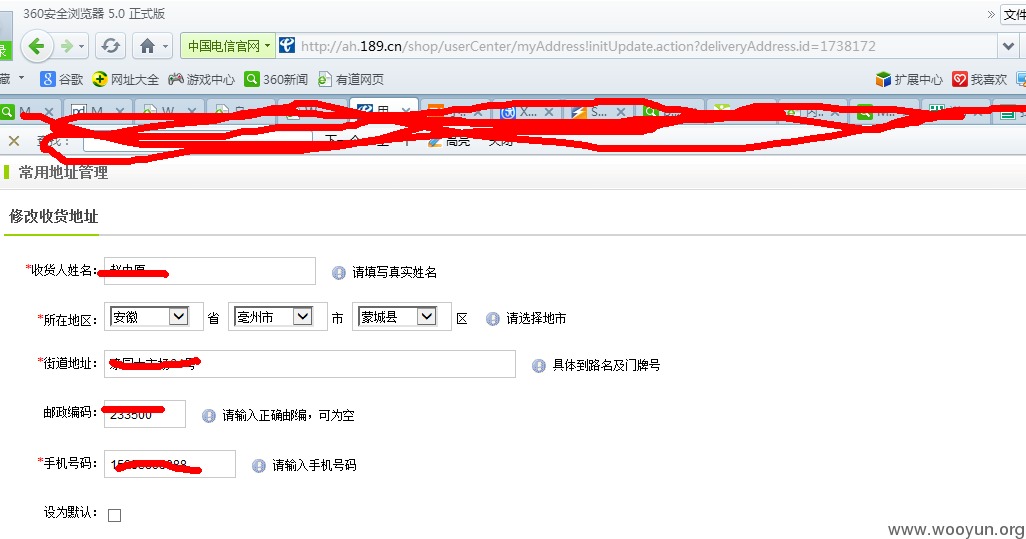 360安全浏览器 5.0 正式版
» 文件
录
中国电信官网 http://ah.189.cn/shop/userCenter/myAddress!initUpdate.action?deliveryAddress.id=1738172
藏 谷歌 网址大全 游戏中心 360新闻 有道网页 扩展中心 我喜欢
高亮
常用地址管理
修改收货地址
*收货人姓名: 请填写真实姓名
*所在地区: 安徽 省 亳州市 市 蒙城县 区 请选择地市
*街道地址: 具体到路名及门牌号
邮政编码: 233500 请输入正确邮编，可为空
*手机号码: 请输入手机号码
设为默认:
www.wooyun.org